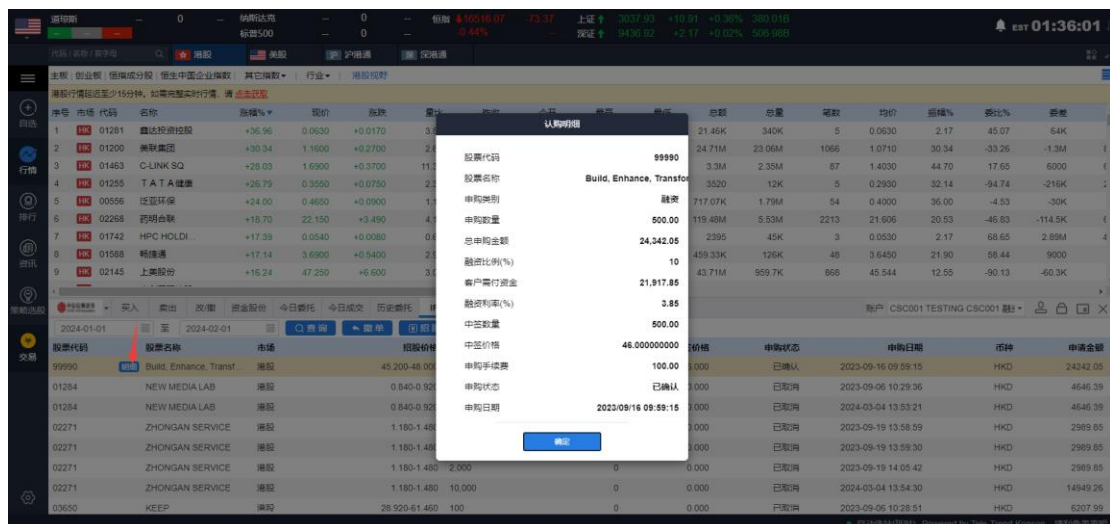 道琼斯 -- 0 -- 纳斯达克 -- 0 -- 恒指 16516.07 -73.37 上证 3037.93 +10.91 +0.36% 380.01B
-- -- 标普500 -- 0 -- -0.44% -- 深证 9436.92 +2.17 +0.02% 506.98B
EST 01:36:01
代码 / 名称 / 首字母 港股 美股 沪港通 深港通
主板 创业板 恒指成分股 恒生中国企业指数 其它指数 行业 港股视野
港股行情延迟至少15分钟。如需完整实时行情，请 点击获取
自选
行情
排行
资讯
策略选股
交易
序号 市场 代码 名称 涨幅% 现价 涨跌 量比 总额 总量 笔数 均价 振幅% 委比% 委差
1 HK 01281 鑫达投资控股 +36.96 0.0630 +0.0170 21.46K 340K 5 0.0630 2.17 45.07 64K
2 HK 01200 美联集团 +30.34 1.1600 +0.2700 24.71M 23.06M 1066 1.0710 30.34 -33.26 -1.3M
3 HK 01463 C-LINK SQ +28.03 1.6900 +0.3700 3.3M 2.35M 87 1.4030 44.70 17.65 6000
4 HK 01255 T A T A 健康 +26.79 0.3550 +0.0750 3520 12K 5 0.2930 32.14 -94.74 -216K
5 HK 00556 泛亚环保 +24.00 0.4650 +0.0900 717.07K 1.79M 54 0.4000 36.00 -4.53 -30K
6 HK 02268 药明合联 +18.70 22.150 +3.490 119.48M 5.53M 2213 21.606 20.53 -46.83 -114.5K
7 HK 01742 HPC HOLDI... +17.39 0.0540 +0.0080 2395 45K 3 0.0530 2.17 68.65 2.89M
8 HK 01588 畅捷通 +17.14 3.6900 +0.5400 459.33K 126K 48 3.6450 21.90 58.44 9000
9 HK 02145 上美股份 +16.24 47.250 +6.600 43.71M 959.7K 868 45.544 12.55 -90.13 -60.3K
买入 卖出 改/撤 资金股份 今日委托 今日成交 历史委托
账户 CSC001 TESTING CSC001
2024-01-01 至 2024-02-01 查询 撤单
股票代码 股票名称 市场 招股价格 申购状态 申购日期 币种 申请金额
99990 明细 Build, Enhance, Transf... 港股 45.200-48.000 已确认 2023-09-16 09:59:15 HKD 24242.05
01284 NEW MEDIA LAB 港股 0.840-0.920 已取消 2023-09-06 10:29:36 HKD 4646.39
01284 NEW MEDIA LAB 港股 0.840-0.920 已取消 2024-03-04 13:53:21 HKD 4646.39
02271 ZHONGAN SERVICE 港股 1.180-1.480 已取消 2023-09-19 13:58:59 HKD 2989.85
02271 ZHONGAN SERVICE 港股 1.180-1.480 已取消 2023-09-19 13:59:30 HKD 2989.85
02271 ZHONGAN SERVICE 港股 1.180-1.480 2,000 0 0.000 已取消 2023-09-19 14:05:42 HKD 2989.85
02271 ZHONGAN SERVICE 港股 1.180-1.480 10,000 0 0.000 已取消 2024-03-04 13:54:30 HKD 14949.26
03650 KEEP 港股 28.920-61.460 100 0 0.000 已取消 2023-09-06 10:28:51 HKD 6207.99
认购明细
股票代码 99990
股票名称 Build, Enhance, Transfor
申购类别 融资
申购数量 500.00
总申购金额 24,342.05
融资比例(%) 10
客户需付资金 21,917.85
融资利率(%) 3.85
中签数量 500.00
中签价格 46.000000000
申购手续费 100.00
申购状态 已确认
申购日期 2023/09/16 09:59:15
确定